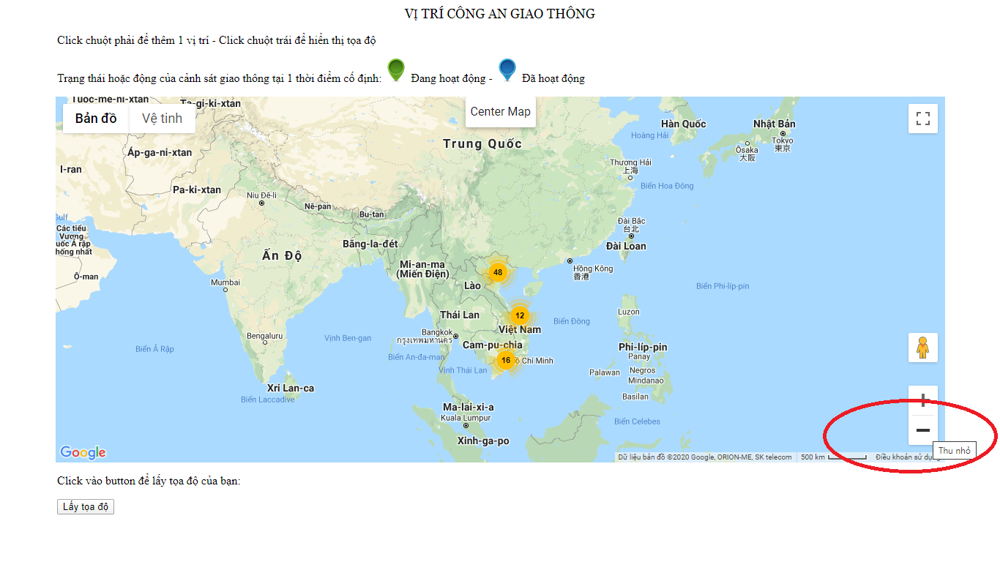 VỊ TRÍ CÔNG AN GIAO THÔNG
Click chuột phải để thêm 1 vị trí - Click chuột trái để hiển thị tọa độ
Trạng thái hoặc động của cảnh sát giao thông tại 1 thời điểm cố định: Đang hoạt động - Đã hoạt động
Tuốc-mê-ni-xtan
Ta-gi-ki-xtan
Bản đồ Vệ tinh
Center Map
Hàn Quốc
Nhật Bản
Hoàng Hải
Tokyo
東京
Trung Quốc
Ōsaka
大阪
Áp-ga-ni-xtan
Thượng Hải
上海
I-ran
Biển Hoa Đông
Pa-ki-xtan
Niu Đê-li
Nê-pan
Bu-tan
Gulf
Các tiểu
Vương
quốc Ả rập
thống nhất
Đài Bắc
台北
Băng-la-đét
Đài Loan
Ấn Độ
Mi-an-ma
(Miến Điện)
Hồng Kông
香港
48
Ô-man
Mumbai
Lào
Biển Phi-líp-pin
Thái Lan
12
Luzon
Biển Đông
Việt Nam
Bangkok
กรุงเทพมหานคร
Bengaluru
Vịnh Ben-gan
Cam-pu-chia
Biển Ả Rập
Phi-líp-pin
Panay
Biển An-đa-man
16
ồ Chí Minh
Vịnh Thái Lan
Palawan
Negros
Mindanao
Xri Lan-ca
Biển Laccadive
Basilan
Ma-lai-xi-a
Kuala Lumpur
Biển Celebes
Xinh-ga-po
Google
Dữ liệu bản đồ ©2020 Google, ORION-ME, SK telecom 500 km Điều khoản sử dụng
Thu nhỏ
Click vào button để lấy tọa độ của bạn:
Lấy tọa độ